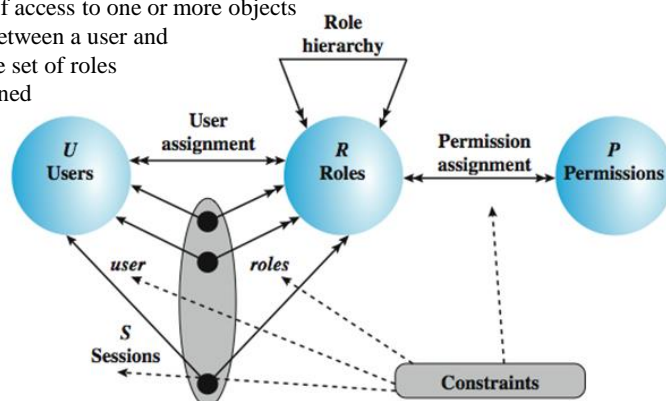 f access to one or more objects
etween a user and
e set of roles
ned
Role
hierarchy
User
assignment
Permission
assignment
U
Users
R
Roles
P
Permissions
user
roles
S
Sessions
Constraints